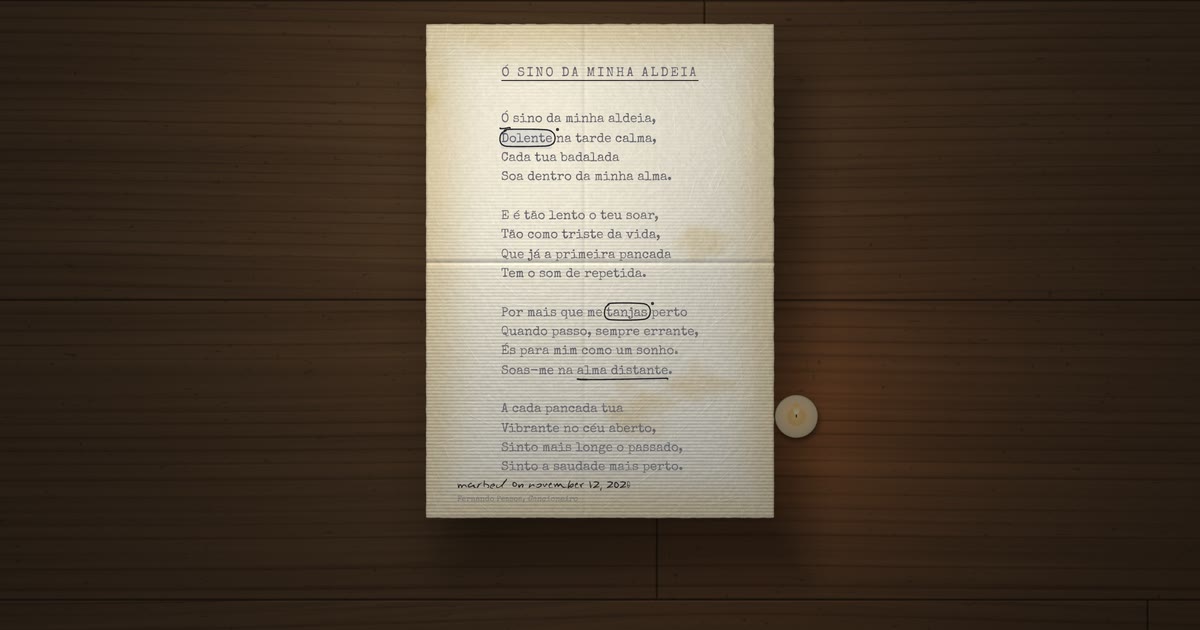 Ó SINO DA MINHA ALDEIA
Ó sino da minha aldeia,
Dolente na tarde calma,
Cada tua badalada
Soa dentro da minha alma.
E é tão lento o teu soar,
Tão como triste da vida,
Que já a primeira pancada
Tem o som de repetida.
Por mais que me tanjas perto
Quando passo, sempre errante,
És para mim como um sonho.
Soas-me na alma distante.
A cada pancada tua
Vibrante no céu aberto,
Sinto mais longe o passado,
Sinto a saudade mais perto.
marked on november 12, 2025
Fernando Pessoa, Cancioneiro